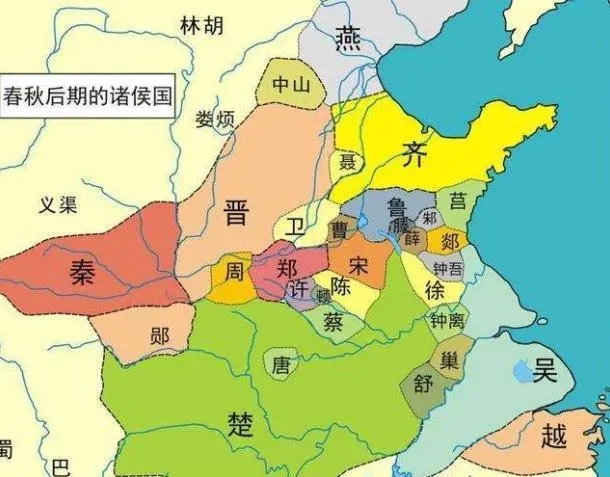 林胡
燕
中山
春秋后期的诸侯国
娄烦
齐
聂
义渠
晋
鲁
邾
莒
滕
薛
卫
曹
郯
秦
周
郑
宋
钟吾
许
顿
陈
徐
蔡
钟离
郧
唐
巢
舒
吴
楚
越
蜀
巴